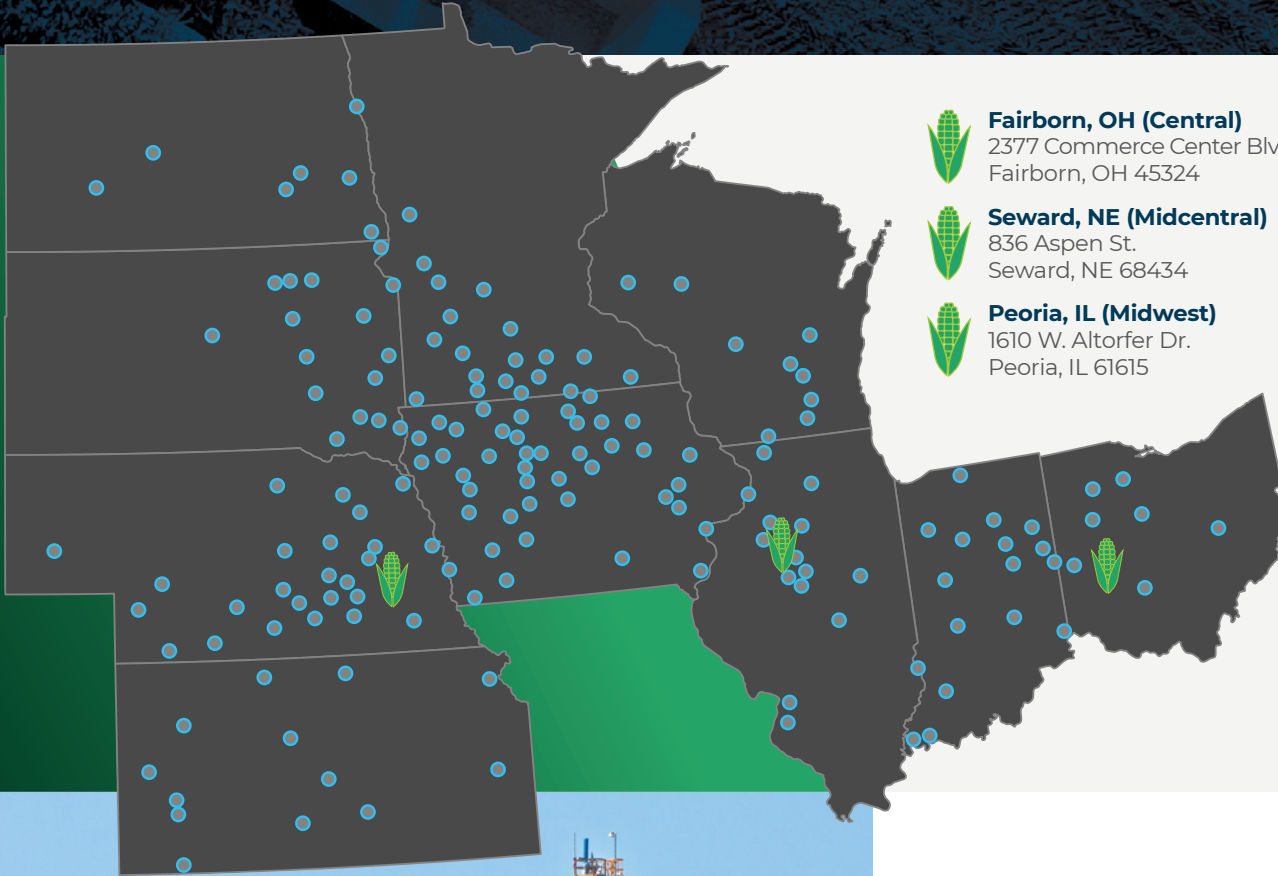 Fairborn, OH (Central)
2377 Commerce Center Blv
Fairborn, OH 45324
Seward, NE (Midcentral)
836 Aspen St.
Seward, NE 68434
Peoria, IL (Midwest)
1610 W. Altorfer Dr.
Peoria, IL 61615